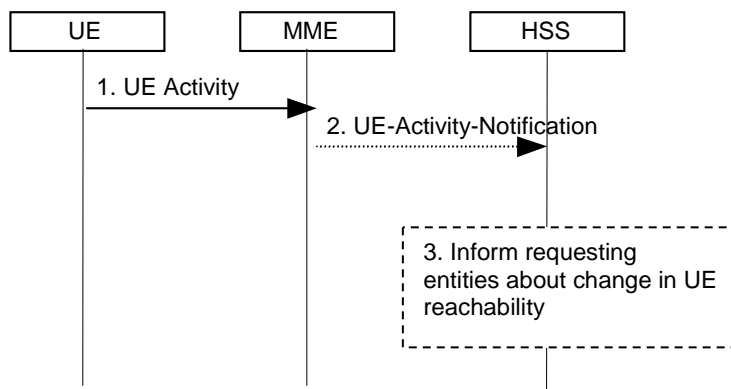 UE
MME
HSS
1. UE Activity
2. UE-Activity-Notification
3. Inform requesting
entities about change in UE
reachability